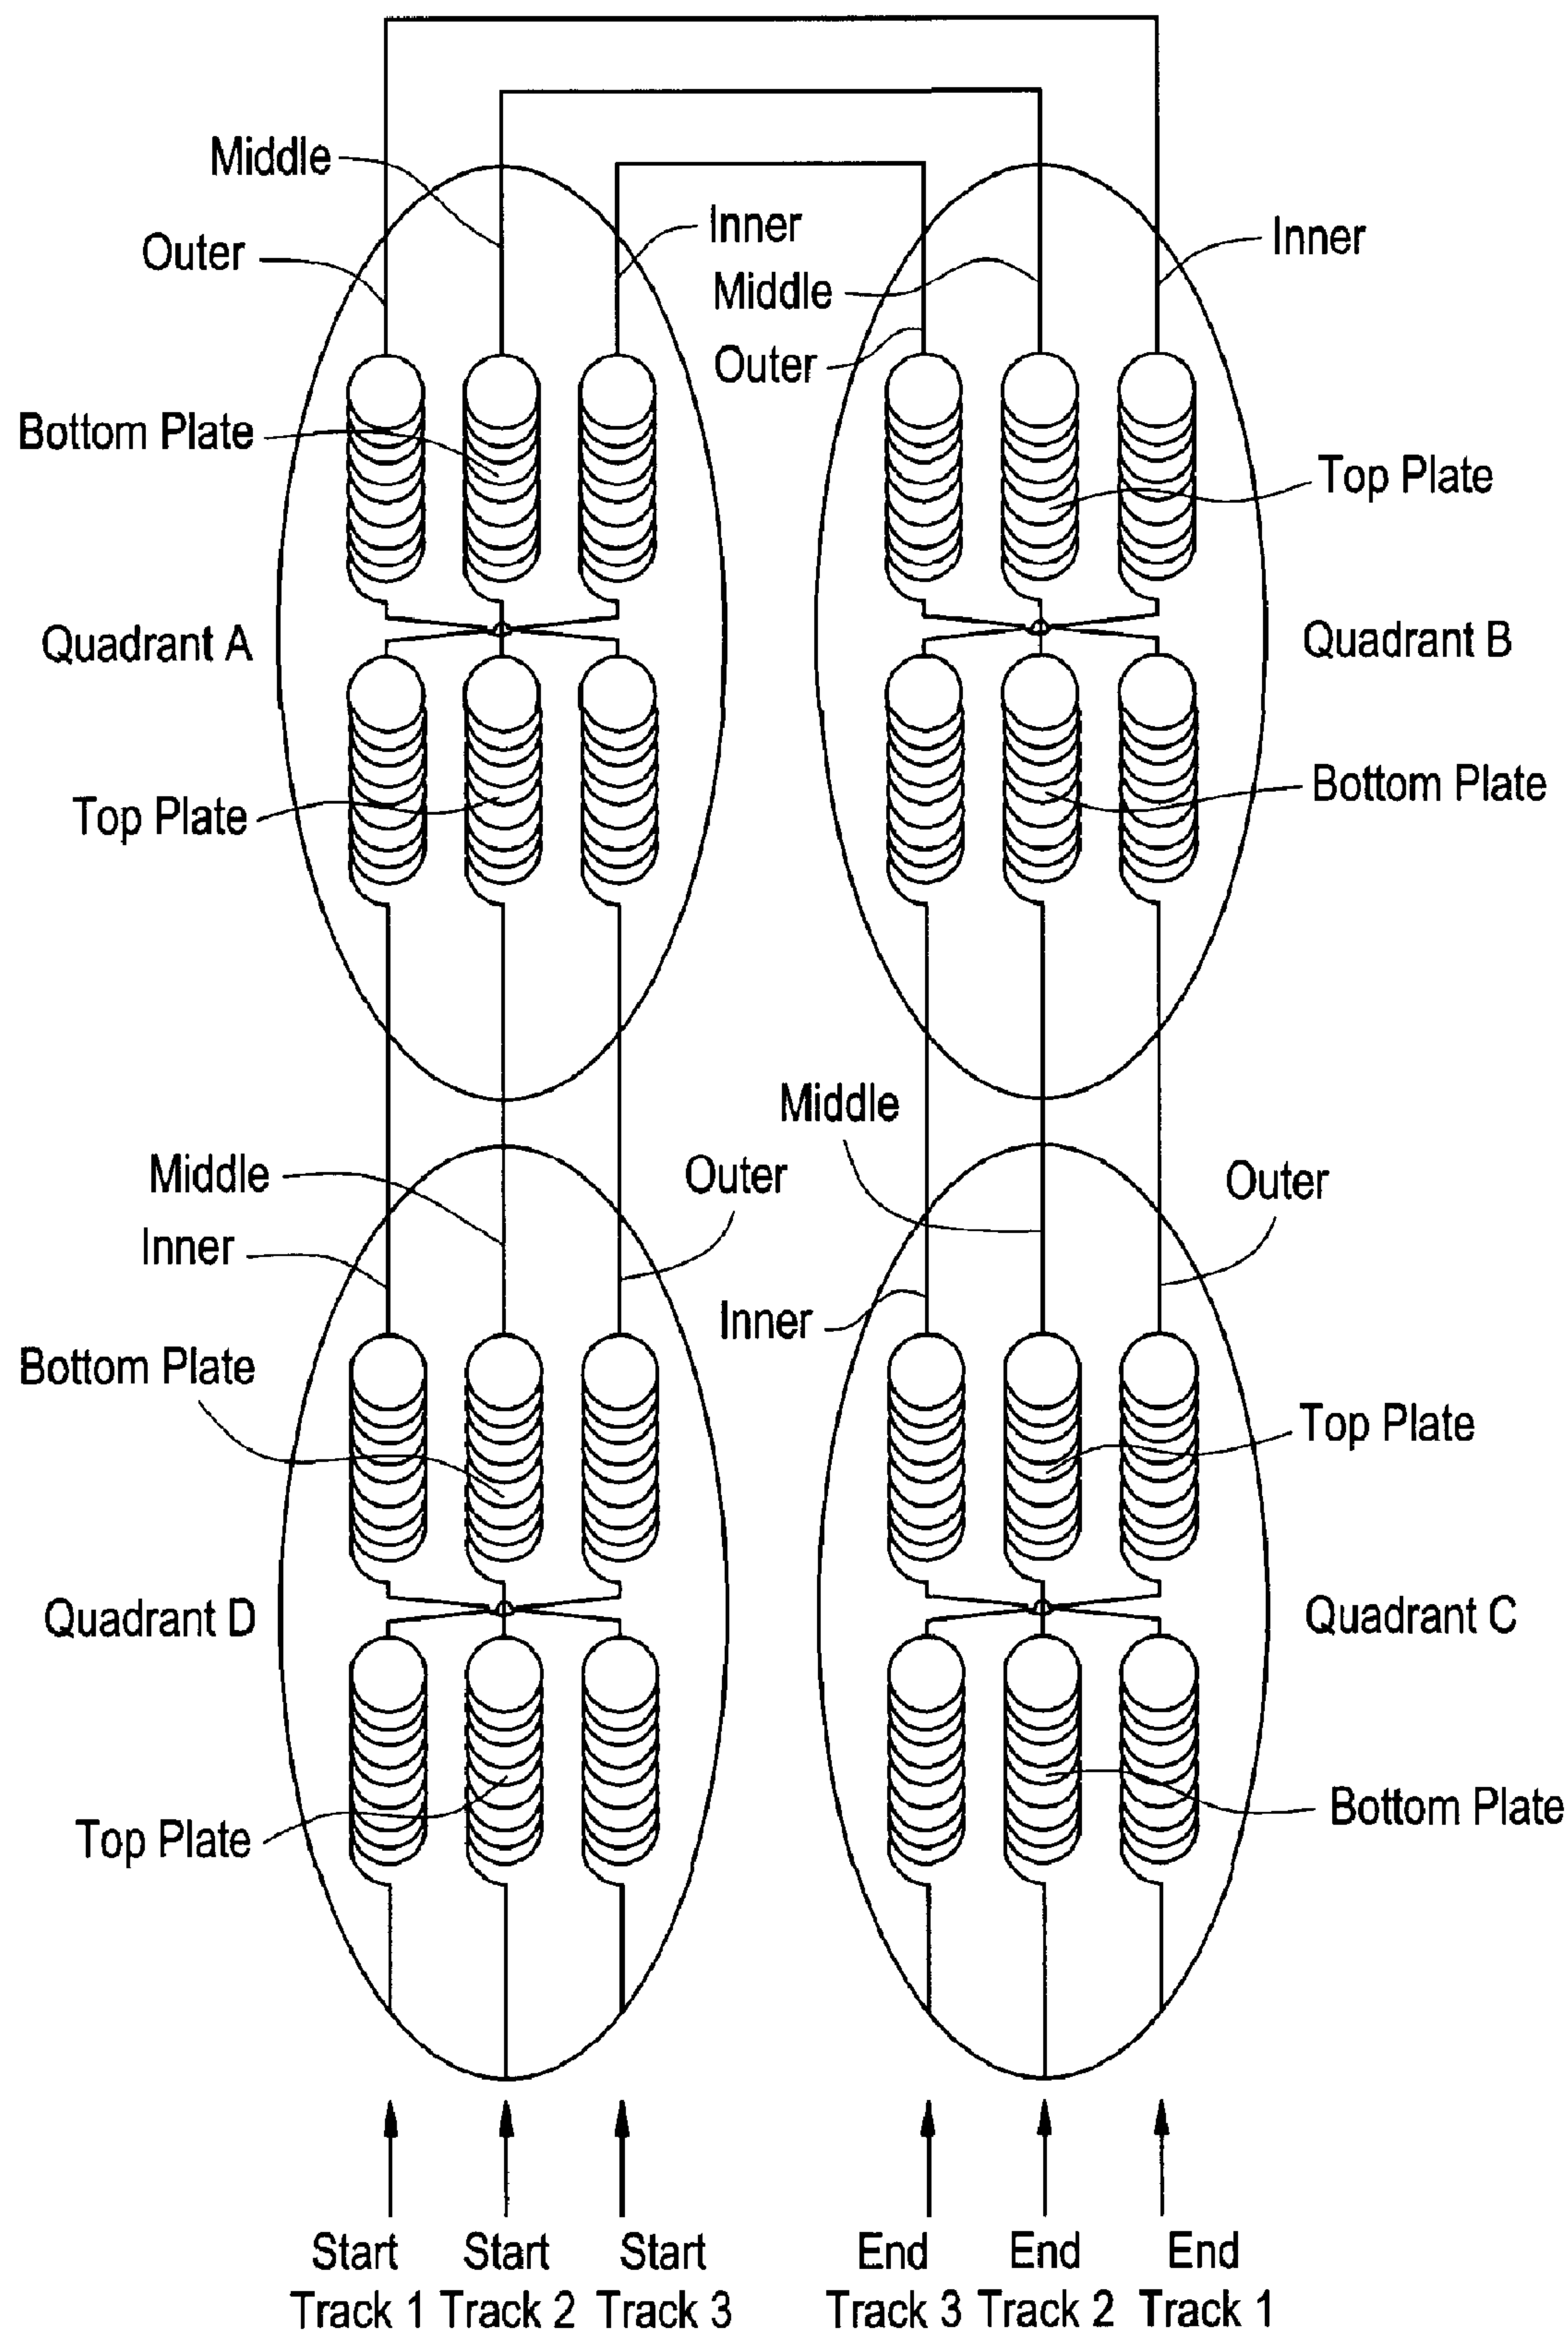 Middle
Inner
Inner
Outer
Middle
Outer
Bottom Plate
Top Plate
Quadrant A
Quadrant B
Bottom Plate
Top Plate
Middle
Middle
Outer
Outer
Inner
Inner
Bottom Plate
Top Plate
Quadrant D
Quadrant C
Bottom Plate
Top Plate
Start
Track 1
Start
Track 2
Start
Track 3
End
Track 3
End
Track 2
End
Track 1